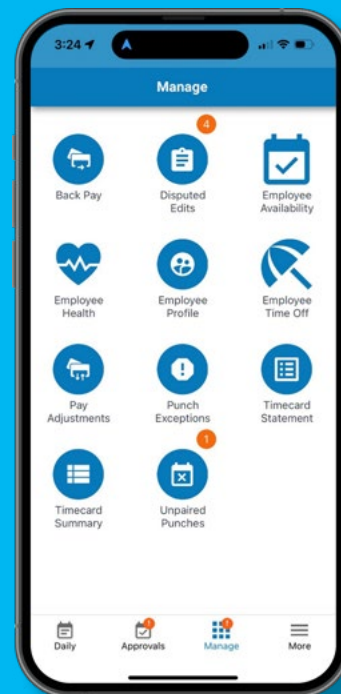 3:24
Manage
4
Back Pay
Disputed
Edits
Employee
Availability
Employee
Health
Employee
Profile
Employee
Time Off
Pay
Adjustments
Punch
Exceptions
Timecard
Statement
1
Timecard
Summary
Unpaired
Punches
! !
Daily Approvals Manage More